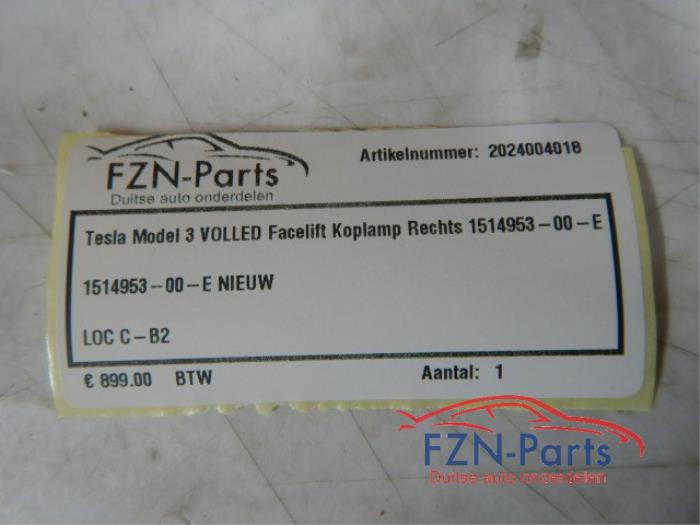 FZN-Parts
Duitse auto onderdelen
Artikelnummer: 2024004018
Tesla Model 3 VOLLED Facelift Koplamp Rechts 1514953-00-E
1514953-00-E NIEUW
LOC C-B2
€ 899.00 BTW
Aantal: 1
FZN-Parts
Duitse auto onderdelen